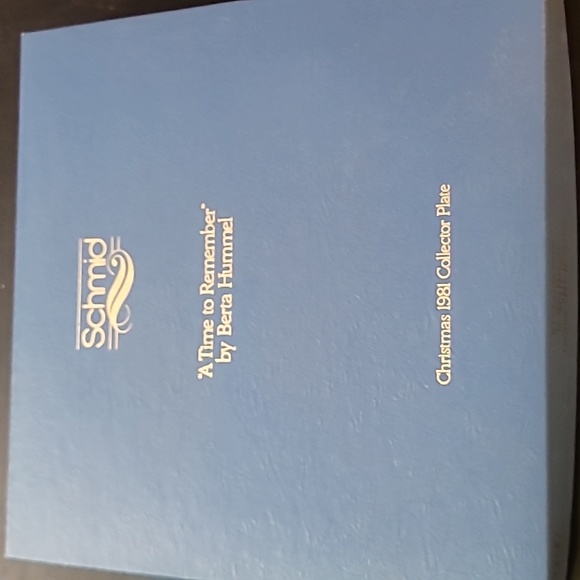 Schmid
"A Time to Remember"
by Berta Hummel
Christmas 1981 Collector Plate